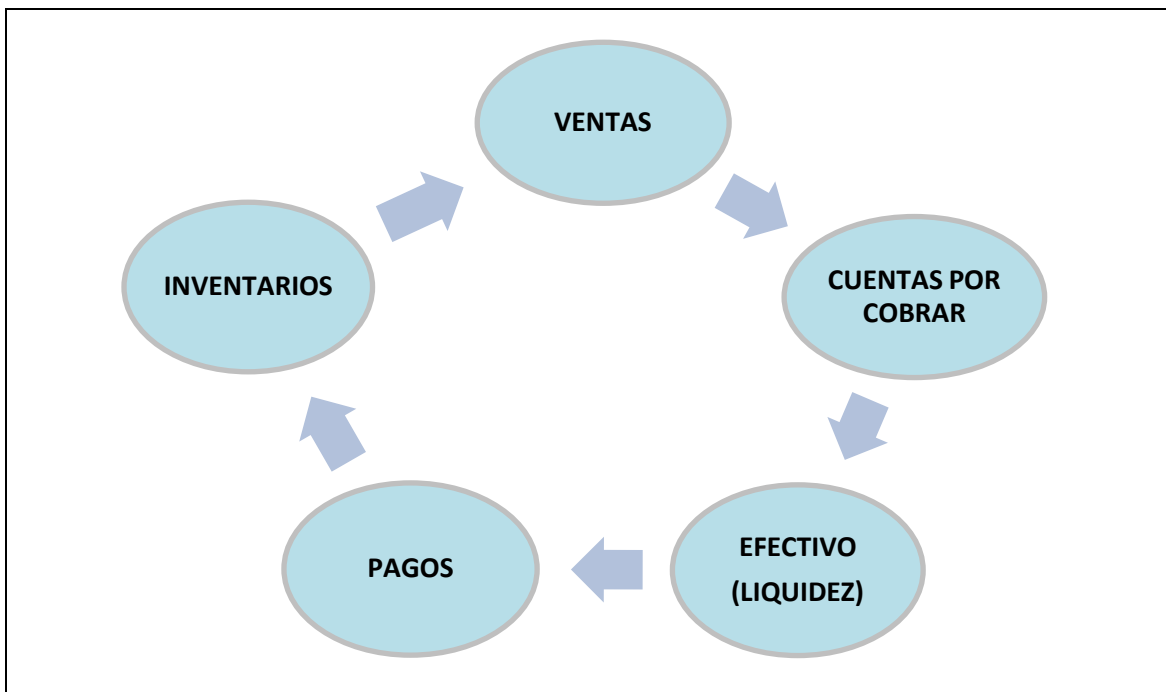 VENTAS
CUENTAS POR
COBRAR
EFECTIVO
(LIQUIDEZ)
PAGOS
INVENTARIOS